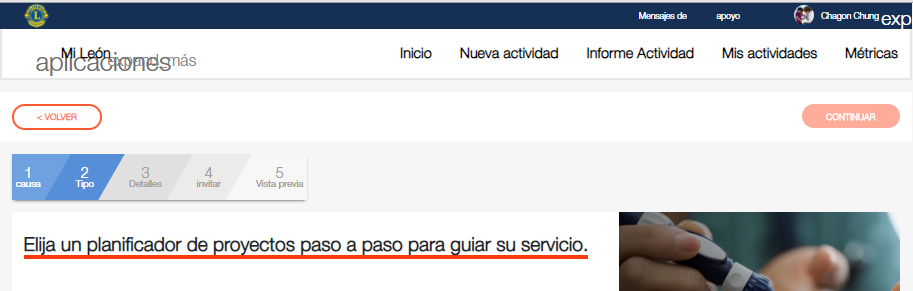 Mensajes de apoyo Chagon Chung exp
Mi León aplicaciones expand_más Inicio Nueva actividad Informe Actividad Mis actividades Métricas
< VOLVER CONTINUAR
1 2 3 4 5
causa Tipo Detalles invitar Vista previa
Elija un planificador de proyectos paso a paso para guiar su servicio.